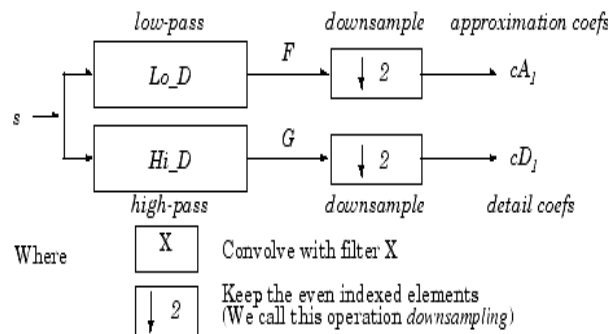 low-pass downsample approximation coefs
F
Lo_D ↓ 2 cA1
s
G
Hi_D ↓ 2 cD1
high-pass downsample detail coefs
Where X Convolve with filter X
↓ 2 Keep the even indexed elements
(We call this operation downsampling)